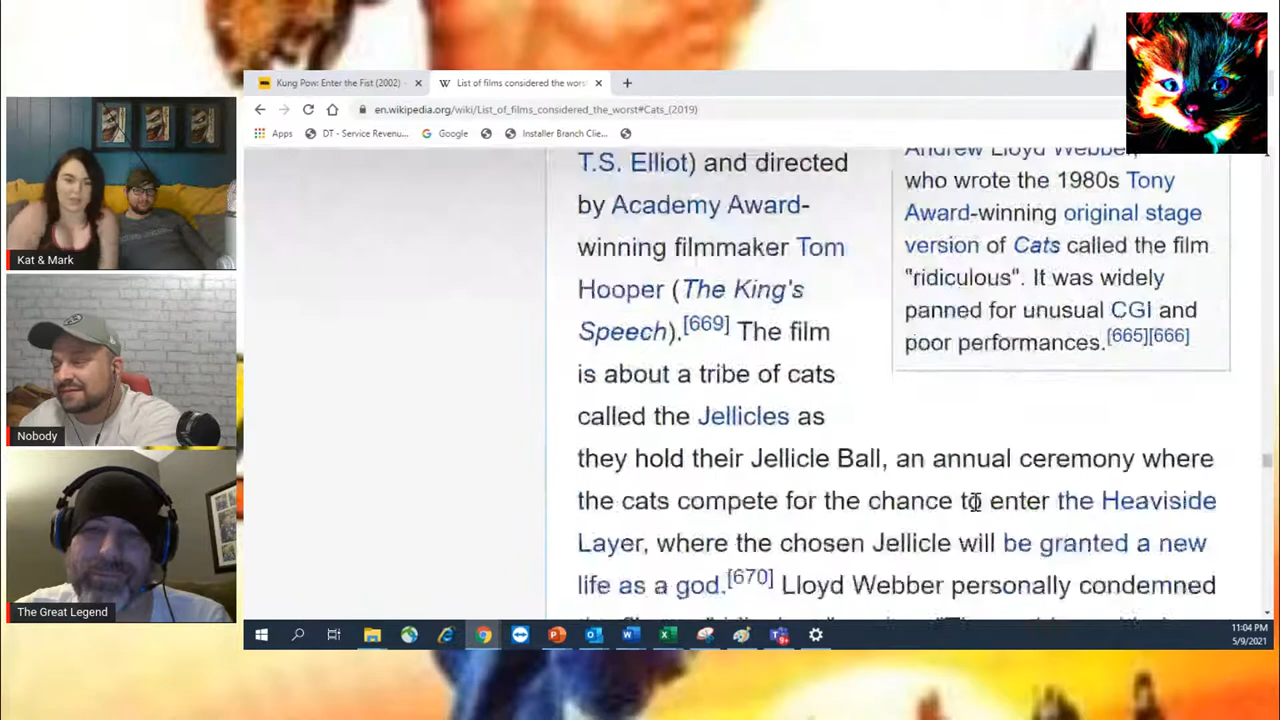 Kung Pow: Enter the Fist (2002) -
List of films considered the wors
en.wikipedia.org/wiki/List_of_films_considered_the_worst#Cats_(2019)
Apps
DT - Service Revenu...
Google
Installer Branch Clie...
T.S. Elliot) and directed
by Academy Award-
winning filmmaker Tom
Hooper (The King's
Speech).[669] The film
is about a tribe of cats
called the Jellicles as
they hold their Jellicle Ball, an annual ceremony where
the cats compete for the chance to enter the Heaviside
Layer, where the chosen Jellicle will be granted a new
life as a god.[670] Lloyd Webber personally condemned
Andrew Lloyd Webber,
who wrote the 1980s Tony
Award-winning original stage
version of Cats called the film
"ridiculous". It was widely
panned for unusual CGI and
poor performances.[665][666]
Kat & Mark
Nobody
The Great Legend
11:04 PM
5/9/2021